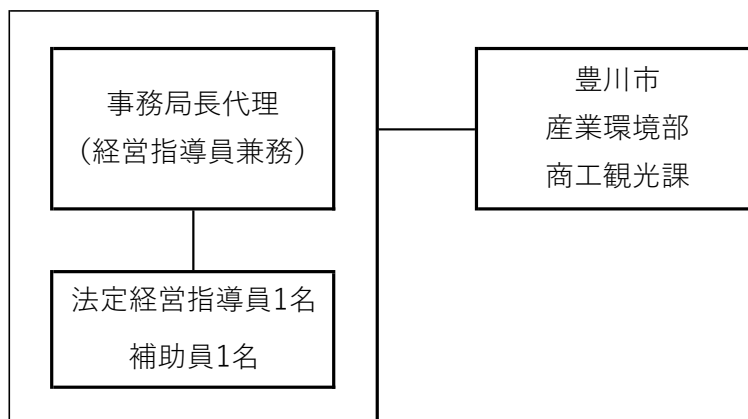 事務局長代理
（経営指導員兼務）
法定経営指導員1名
補助員1名
豊川市
産業環境部
商工観光課